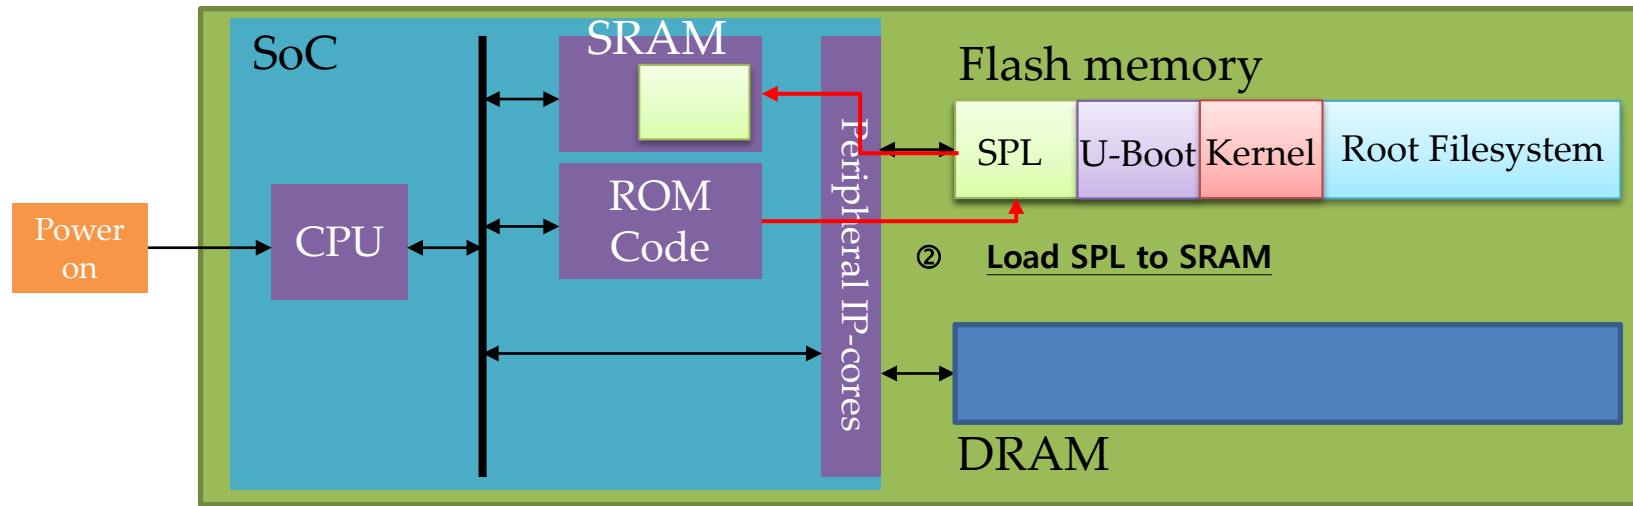 SoC
SRAM
Flash memory
SPL
U-Boot
Kernel
Root Filesystem
Power
on
CPU
ROM
Code
Peripheral IP-cores
② Load SPL to SRAM
DRAM